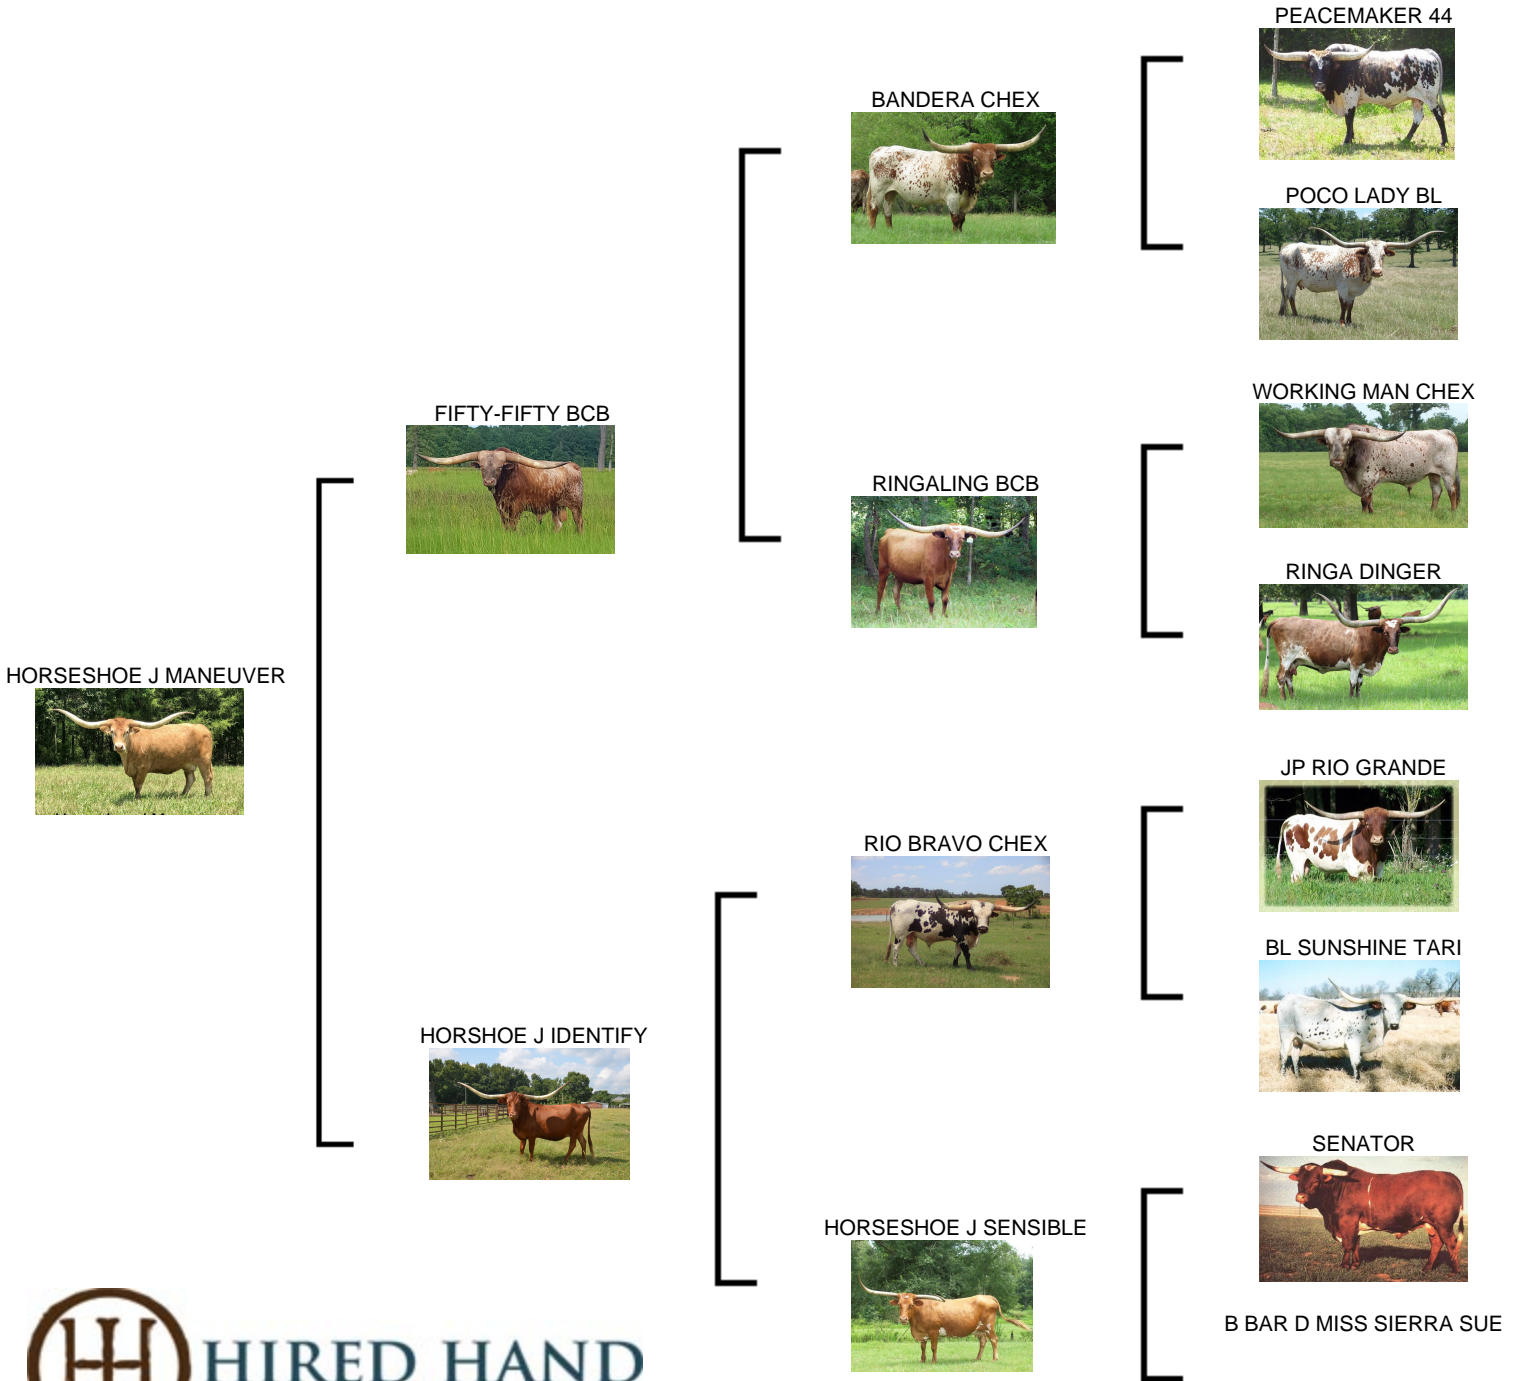 PEACEMAKER 44
BANDERA CHEX
POCO LADY BL
WORKING MAN CHEX
FIFTY-FIFTY BCB
RINGALING BCB
RINGA DINGER
HORSESHOE J MANEUVER
JP RIO GRANDE
RIO BRAVO CHEX
BL SUNSHINE TARI
HORSHOE J IDENTIFY
SENATOR
HORSESHOE J SENSIBLE
B BAR D MISS SIERRA SUE
HIRED HAND